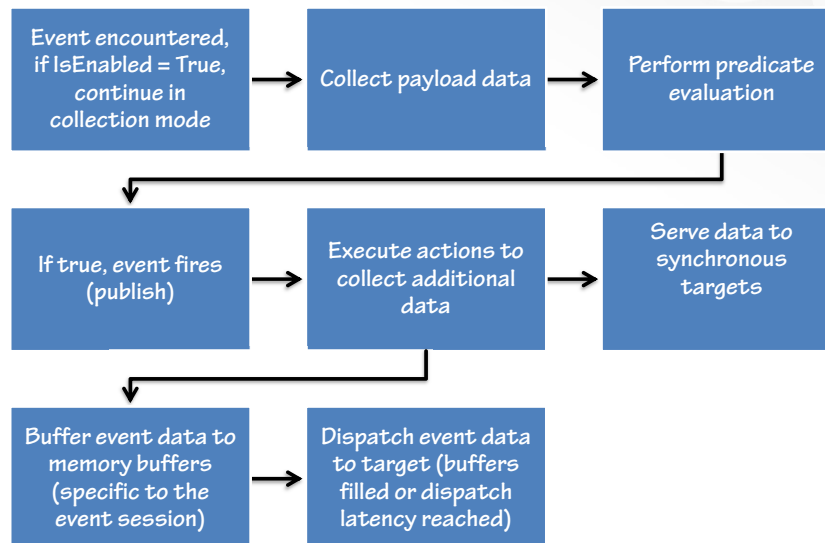 Event encountered,
if IsEnabled = True,
continue in
collection mode
Collect payload data
Perform predicate
evaluation
If true, event fires
(publish)
Execute actions to
collect additional
data
Serve data to
synchronous
targets
Buffer event data to
memory buffers
(specific to the
event session)
Dispatch event data
to target (buffers
filled or dispatch
latency reached)